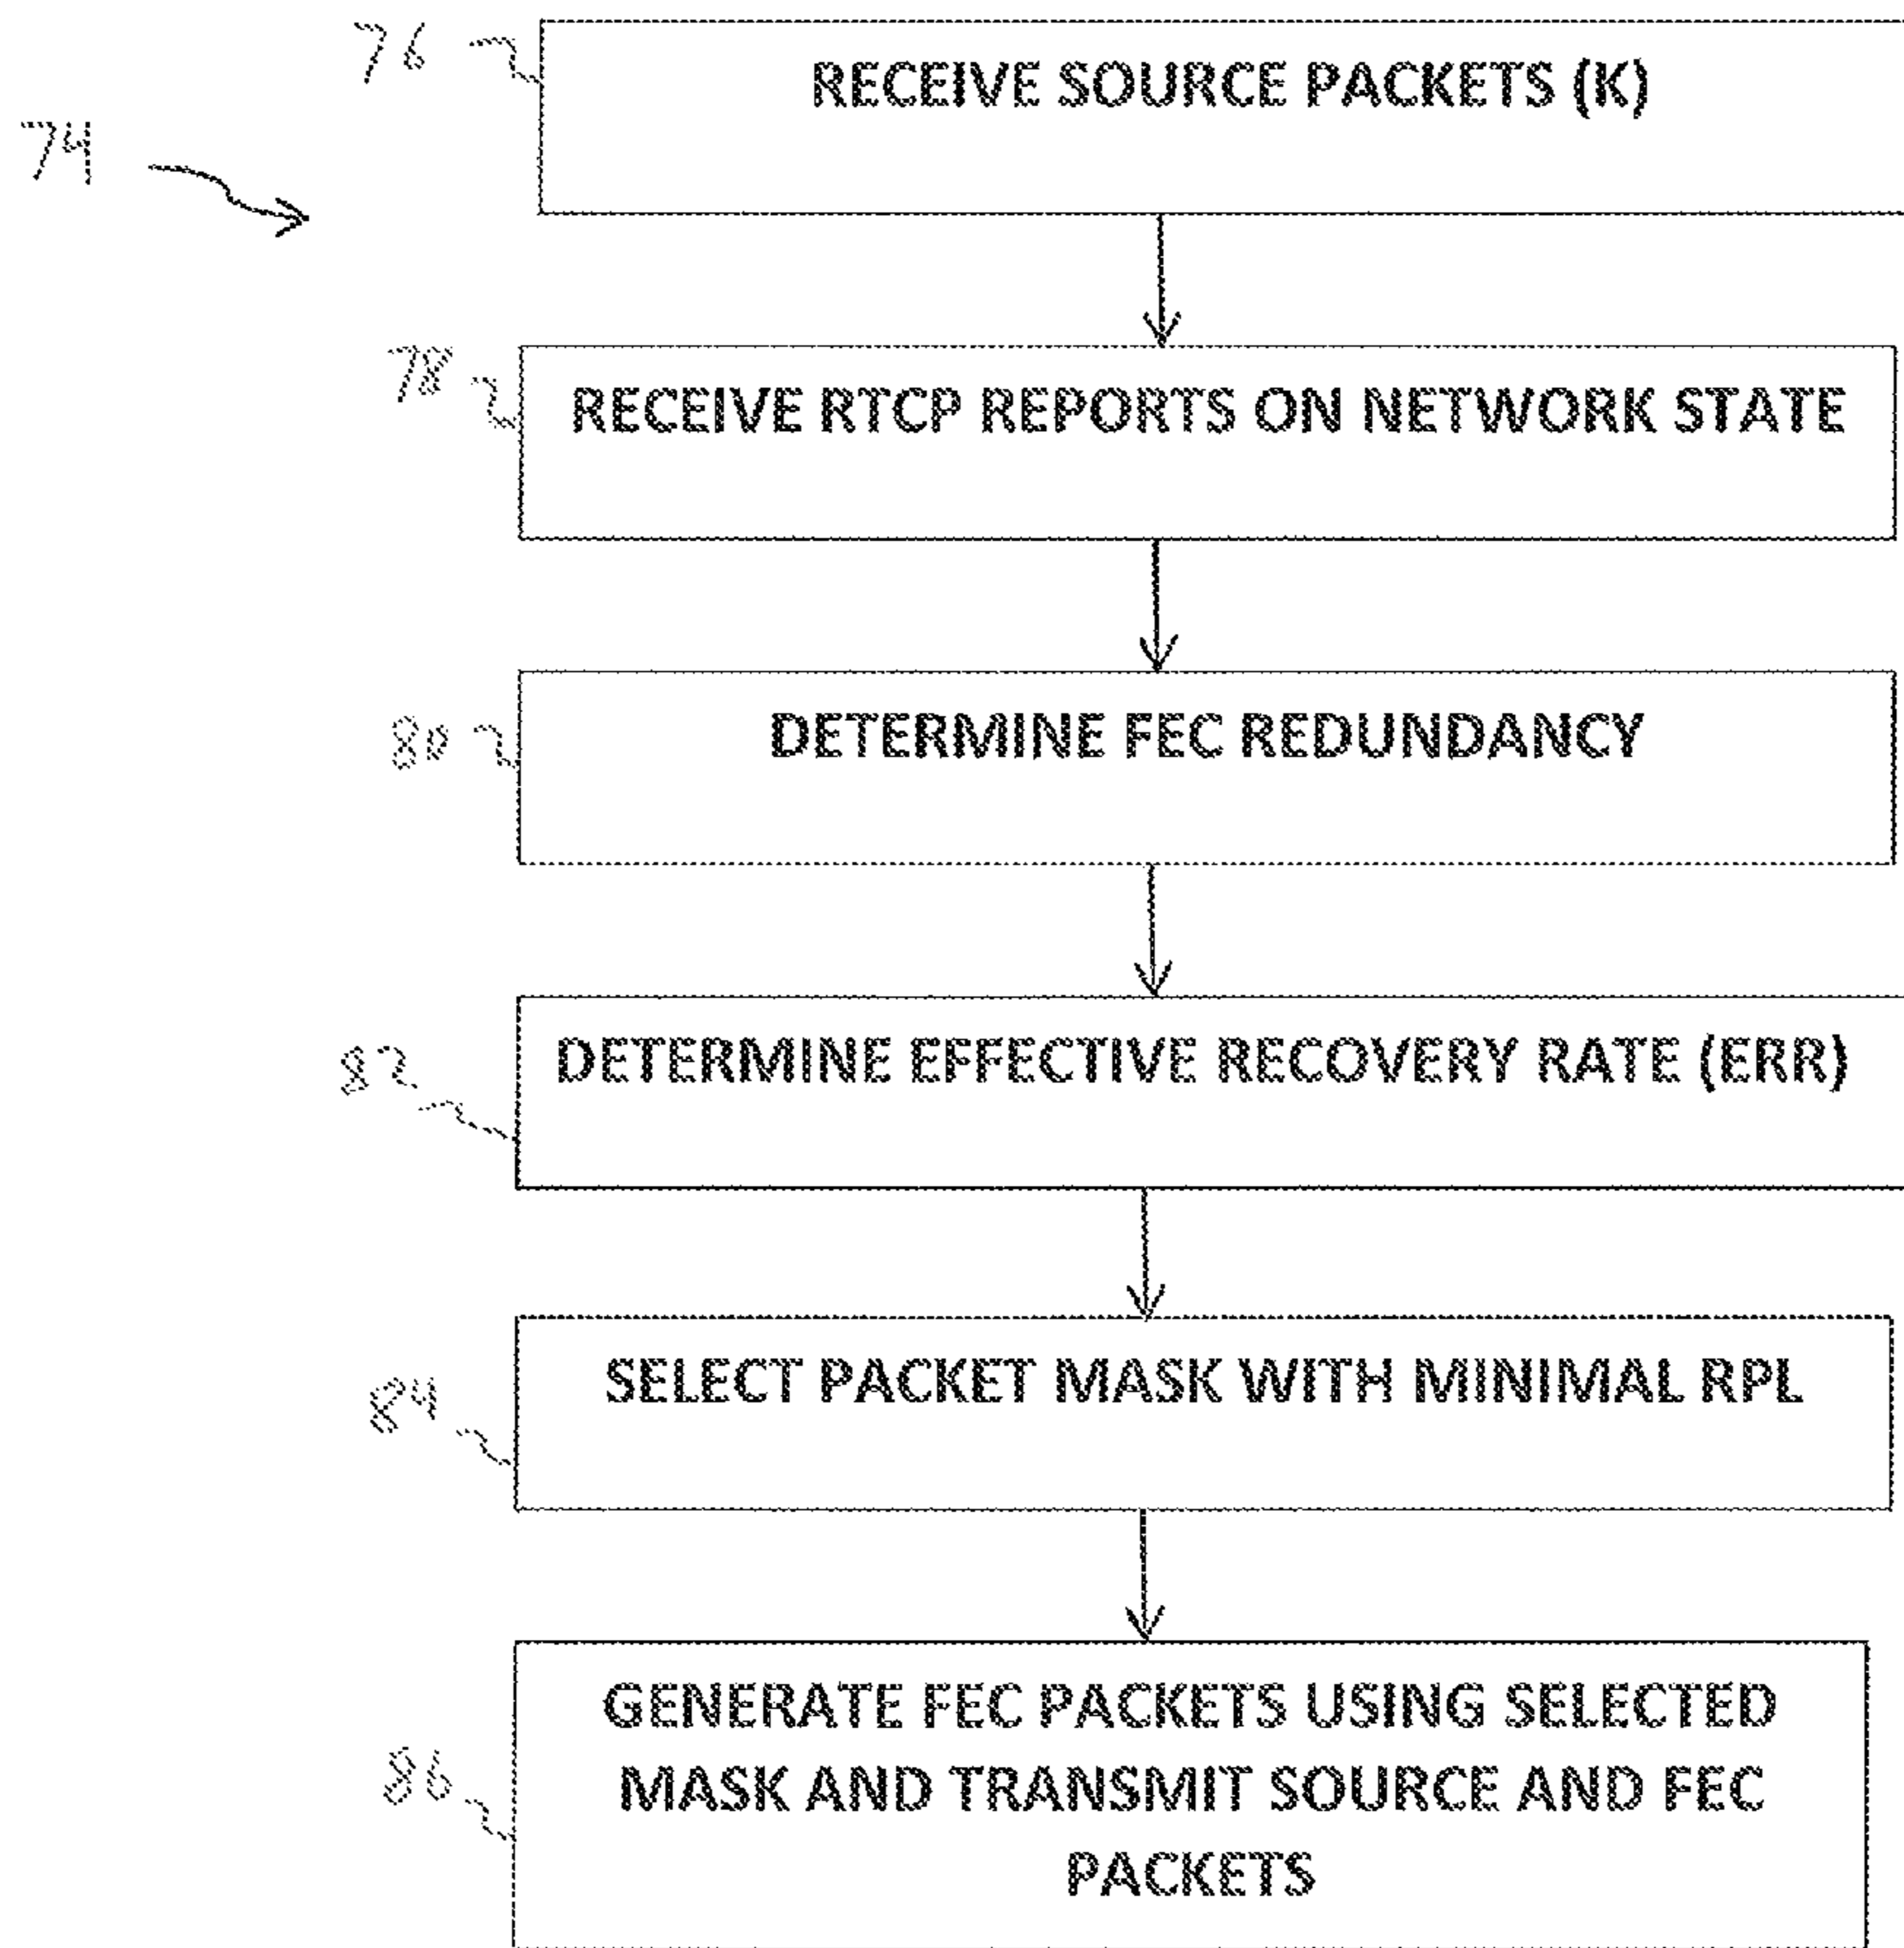 76
RECEIVE SOURCE PACKETS (K)
74
78
RECEIVE RTCP REPORTS ON NETWORK STATE
80
DETERMINE FEC REDUNDANCY
82
DETERMINE EFFECTIVE RECOVERY RATE (ERR)
84
SELECT PACKET MASK WITH MINIMAL RPL
86
GENERATE FEC PACKETS USING SELECTED
MASK AND TRANSMIT SOURCE AND FEC
PACKETS